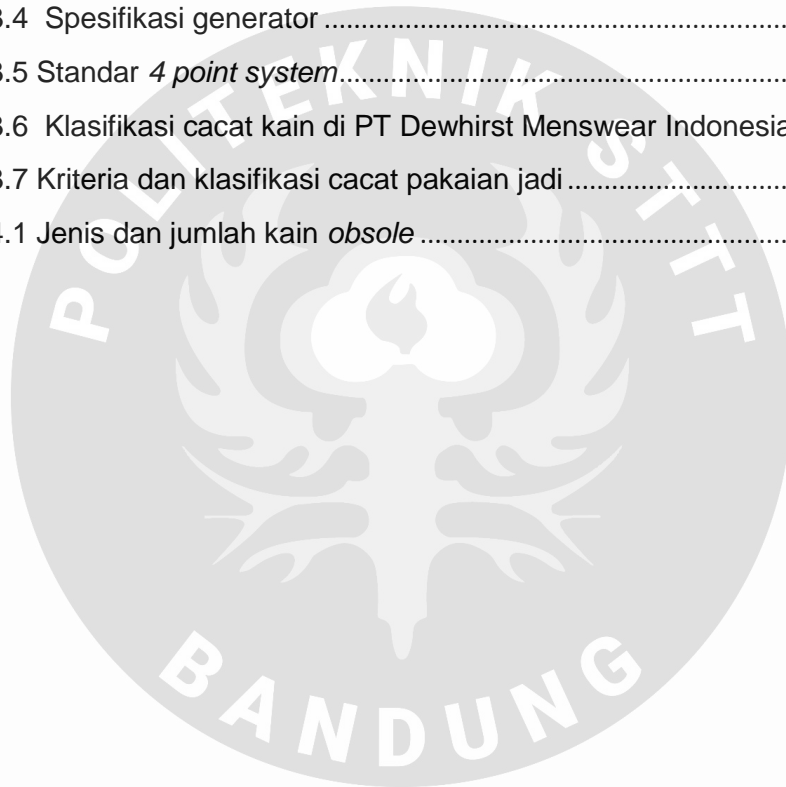 3.4  Spesifikasi generator
3.5 Standar 4 point system
3.6  Klasifikasi cacat kain di PT Dewhirst Menswear Indonesia
3.7 Kriteria dan klasifikasi cacat pakaian jadi
4.1 Jenis dan jumlah kain obsole
POLITEKNIK STTT
BANDUNG